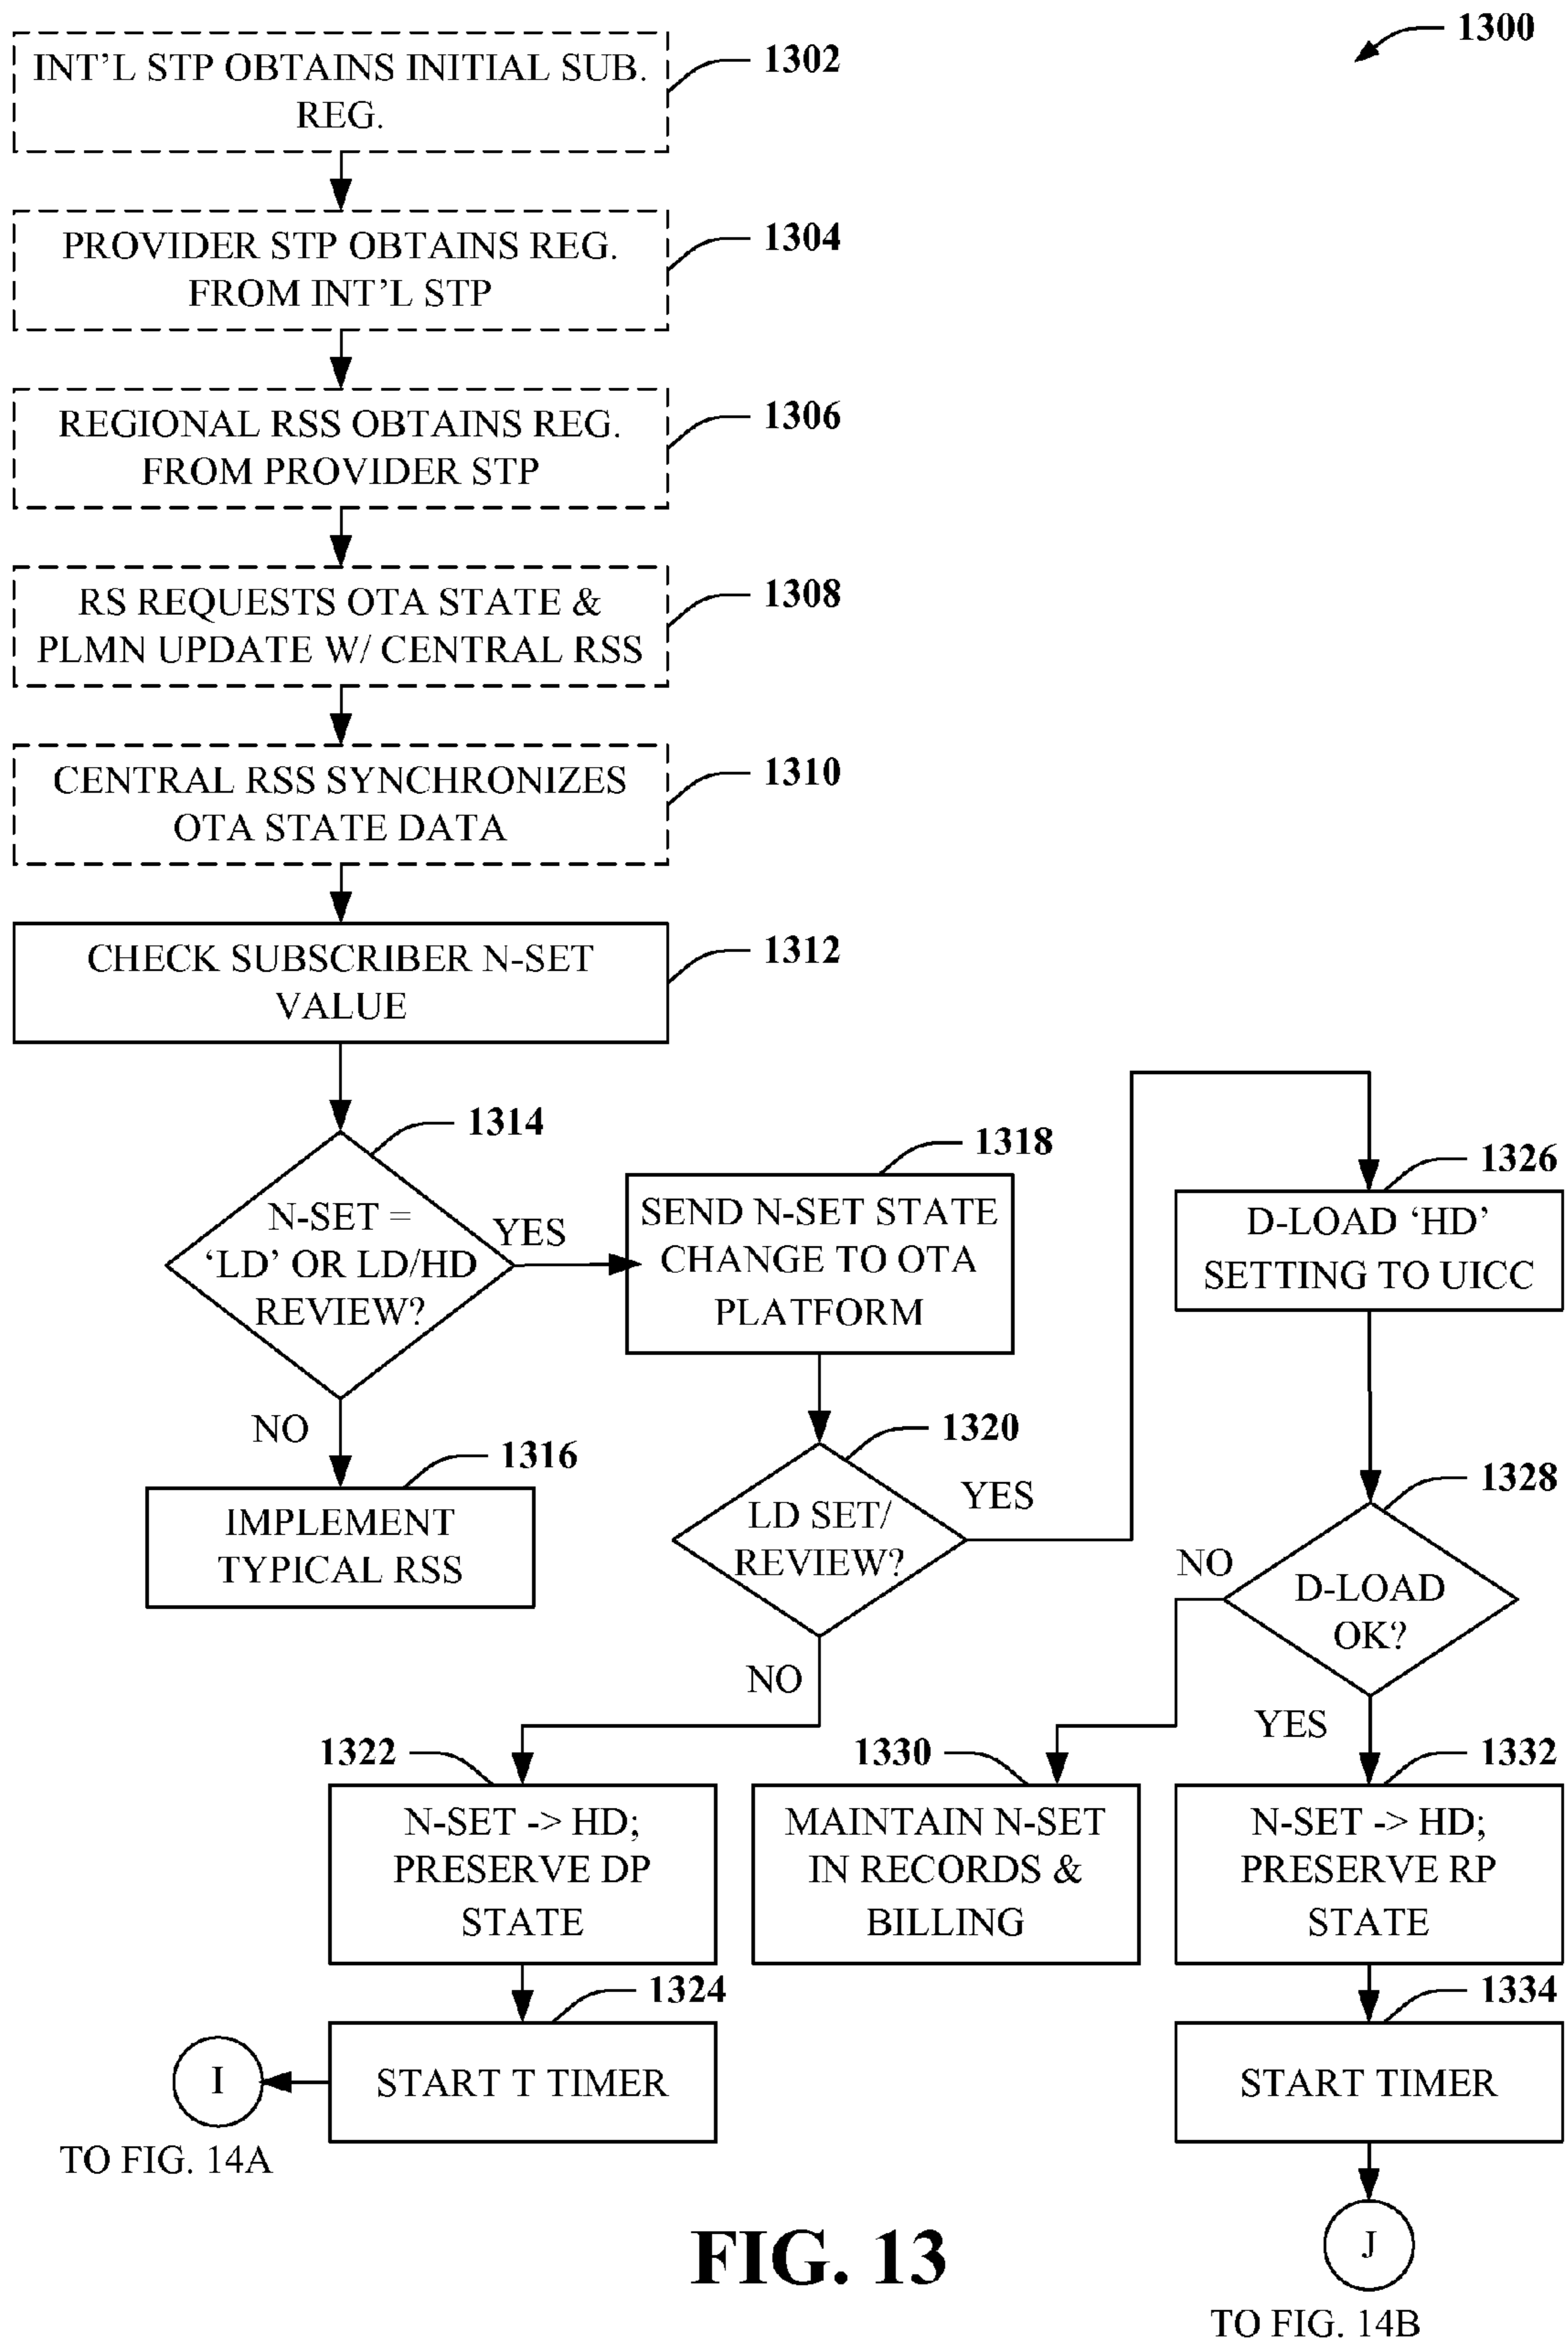 1300
INT'L STP OBTAINS INITIAL SUB.
REG.
1302
PROVIDER STP OBTAINS REG.
FROM INT'L STP
1304
REGIONAL RSS OBTAINS REG.
FROM PROVIDER STP
1306
RS REQUESTS OTA STATE &
PLMN UPDATE W/ CENTRAL RSS
1308
CENTRAL RSS SYNCHRONIZES
OTA STATE DATA
1310
CHECK SUBSCRIBER N-SET
VALUE
1312
1314
N-SET =
‘LD’ OR LD/HD
REVIEW?
YES
NO
1316
IMPLEMENT
TYPICAL RSS
1318
SEND N-SET STATE
CHANGE TO OTA
PLATFORM
1320
LD SET/
REVIEW?
YES
NO
1322
N-SET -> HD;
PRESERVE DP
STATE
1324
START T TIMER
I
TO FIG. 14A
1326
D-LOAD ‘HD’
SETTING TO UICC
1328
D-LOAD
OK?
NO
YES
1330
MAINTAIN N-SET
IN RECORDS &
BILLING
1332
N-SET -> HD;
PRESERVE RP
STATE
1334
START TIMER
J
TO FIG. 14B
FIG. 13